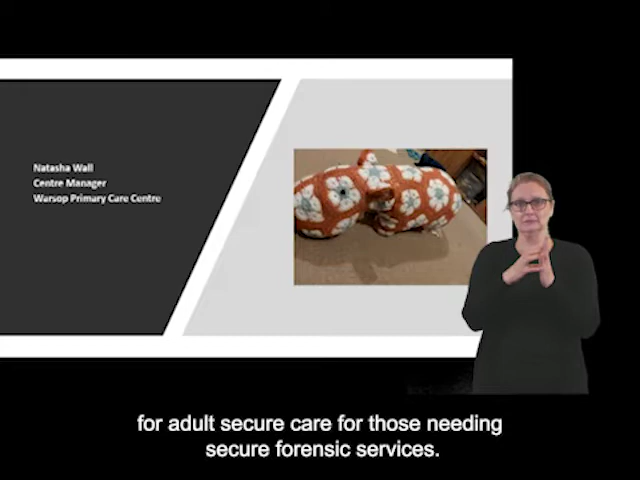 Natasha Wall
Centre Manager
Warsop Primary Care Centre
for adult secure care for those needing
secure forensic services.